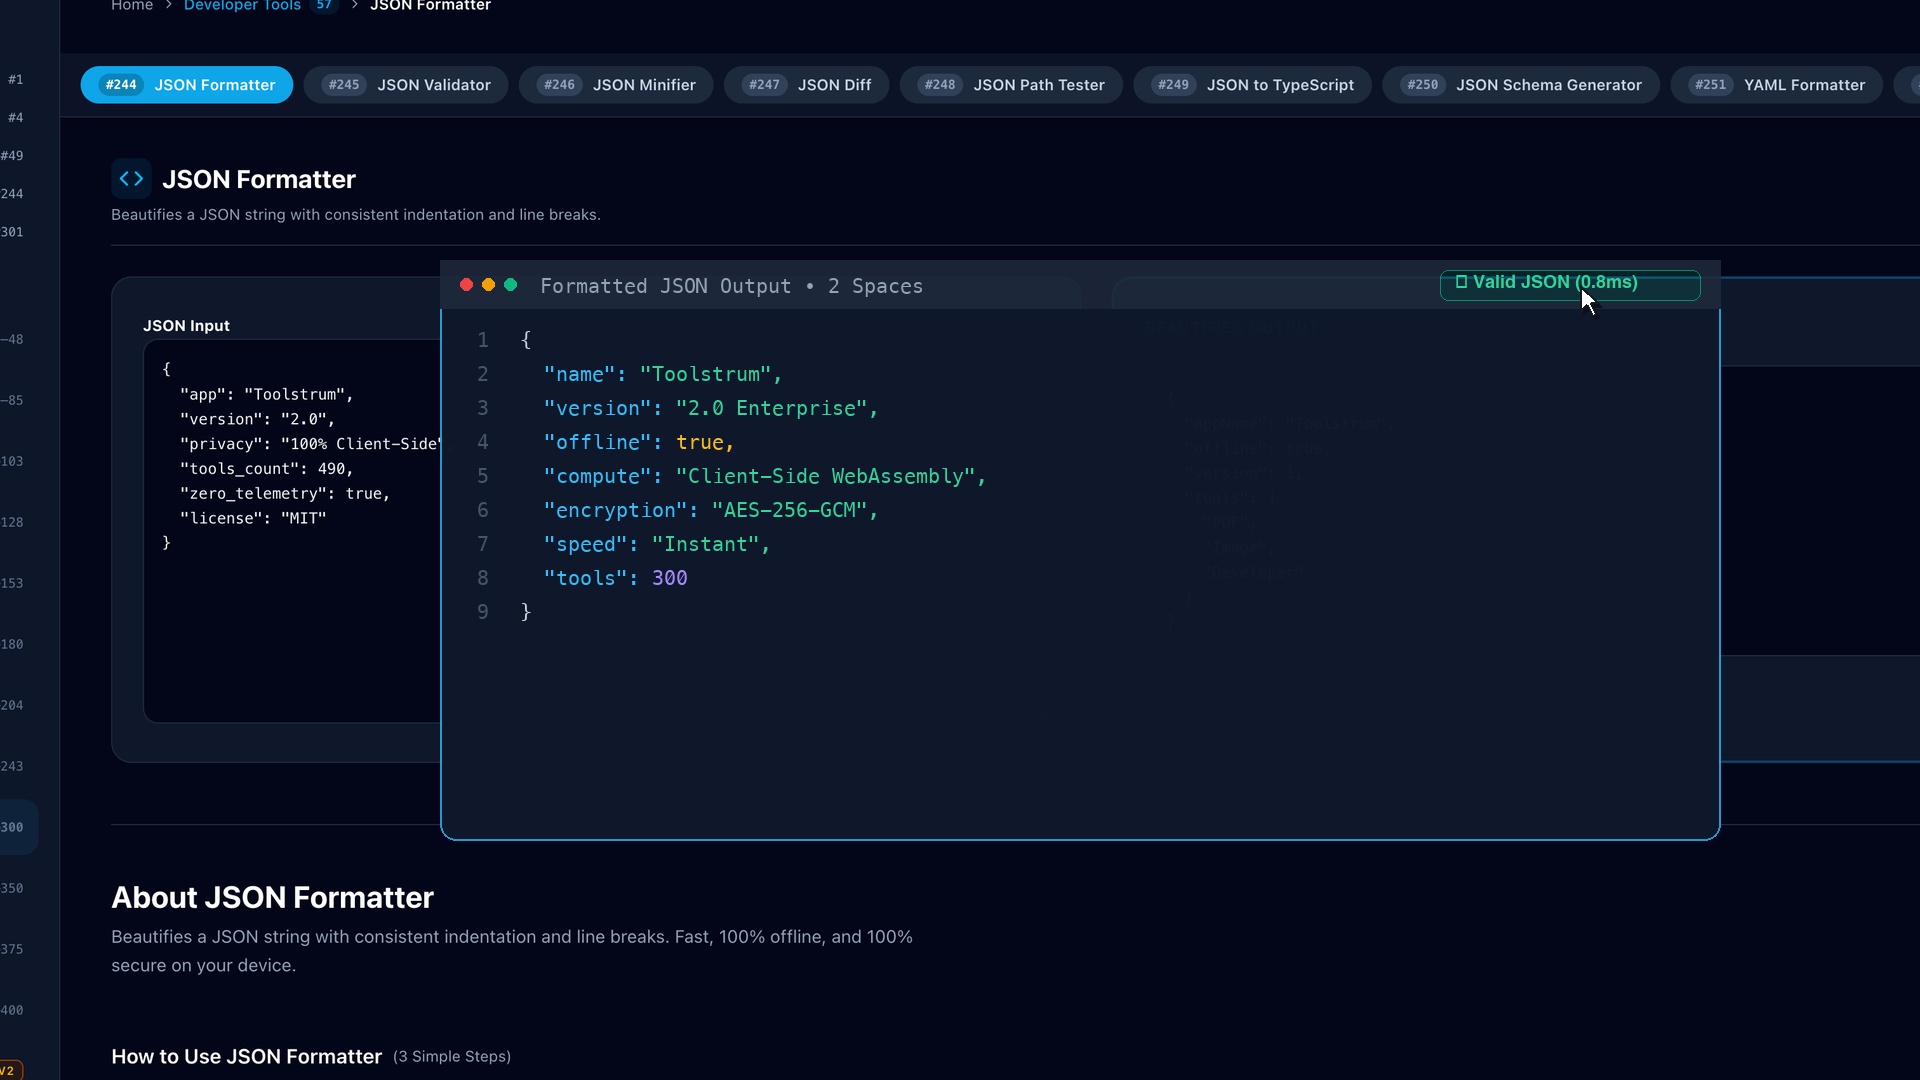 Home > Developer Tools 57 > JSON Formatter
#244 JSON Formatter #245 JSON Validator #246 JSON Minifier #247 JSON Diff #248 JSON Path Tester #249 JSON to TypeScript #250 JSON Schema Generator #251 YAML Formatter
#1
#4
#49
244
301
—48
—85
103
128
153
180
204
243
300
350
375
400
V2
JSON Formatter
Beautifies a JSON string with consistent indentation and line breaks.
JSON Input
{
"app": "Toolstrum",
"version": "2.0",
"privacy": "100% Client-Side"
"tools_count": 490,
"zero_telemetry": true,
"license": "MIT"
}
Formatted JSON Output • 2 Spaces
Valid JSON (0.8ms)
1 {
2 "name": "Toolstrum",
3 "version": "2.0 Enterprise",
4 "offline": true,
5 "compute": "Client-Side WebAssembly",
6 "encryption": "AES-256-GCM",
7 "speed": "Instant",
8 "tools": 300
9 }
About JSON Formatter
Beautifies a JSON string with consistent indentation and line breaks. Fast, 100% offline, and 100%
secure on your device.
How to Use JSON Formatter (3 Simple Steps)